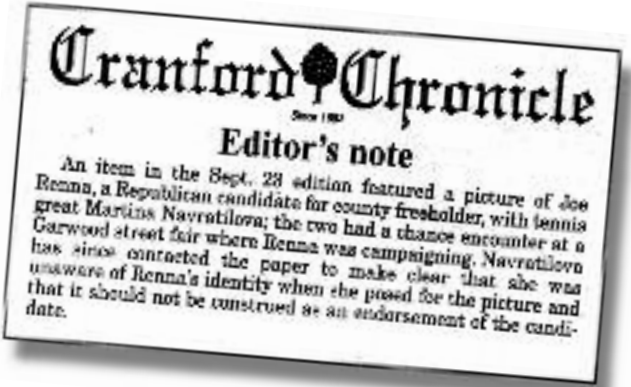 Cranford Chronicle
Since
Editor's note
An item in the Sept. 23 edition featured a picture of Joe
Renna, a Republican candidate for county freeholder, with tennis
great Martina Navratilova; the two had a chance encounter at a
Garwood street fair where Renna was campaigning. Navratilova
has since contacted the paper to make clear that she was
unaware of Renna's identity when she posed for the picture and
that it should not be construed as an endorsement of the candi-
date.